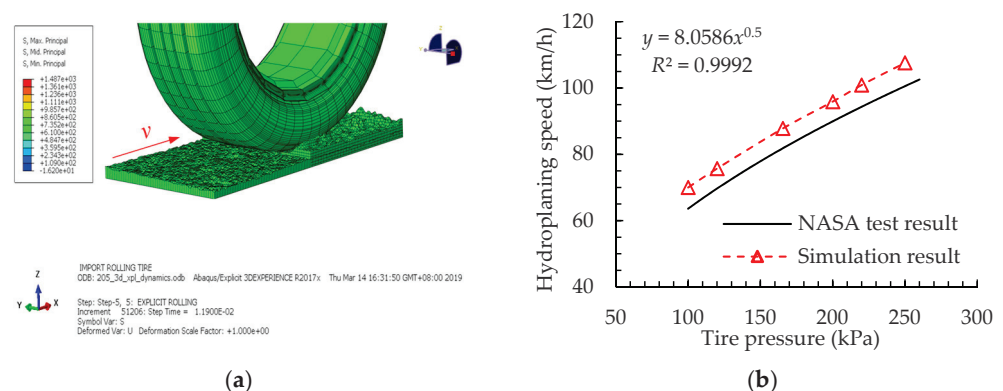 S, Max. Principal
S, Mid. Principal
S, Min. Principal
+1.487e+03
+1.361e+03
+1.236e+03
+1.111e+03
+9.857e+02
+8.605e+02
+7.352e+02
+6.100e+02
+4.847e+02
+3.595e+02
+2.343e+02
+1.090e+02
-1.620e+01
v
IMPORT ROLLING TIRE
ODB: 205_3d_xpl_dynamics.odb Abaqus/Explicit 3DEXPERIENCE R2017x Thu Mar 14 16:31:50 GMT+08:00 2019
Step: Step-5, 5: EXPLICIT ROLLING
Increment 51206: Step Time = 1.1900E-02
Symbol Var: S
Deformed Var: U Deformation Scale Factor: +1.000e+00
Z
Y X
(a)
y = 8.0586x^0.5
R² = 0.9992
Hydroplaning speed (km/h)
120
100
80
60
40
NASA test result
Simulation result
50 100 150 200 250 300
Tire pressure (kPa)
(b)